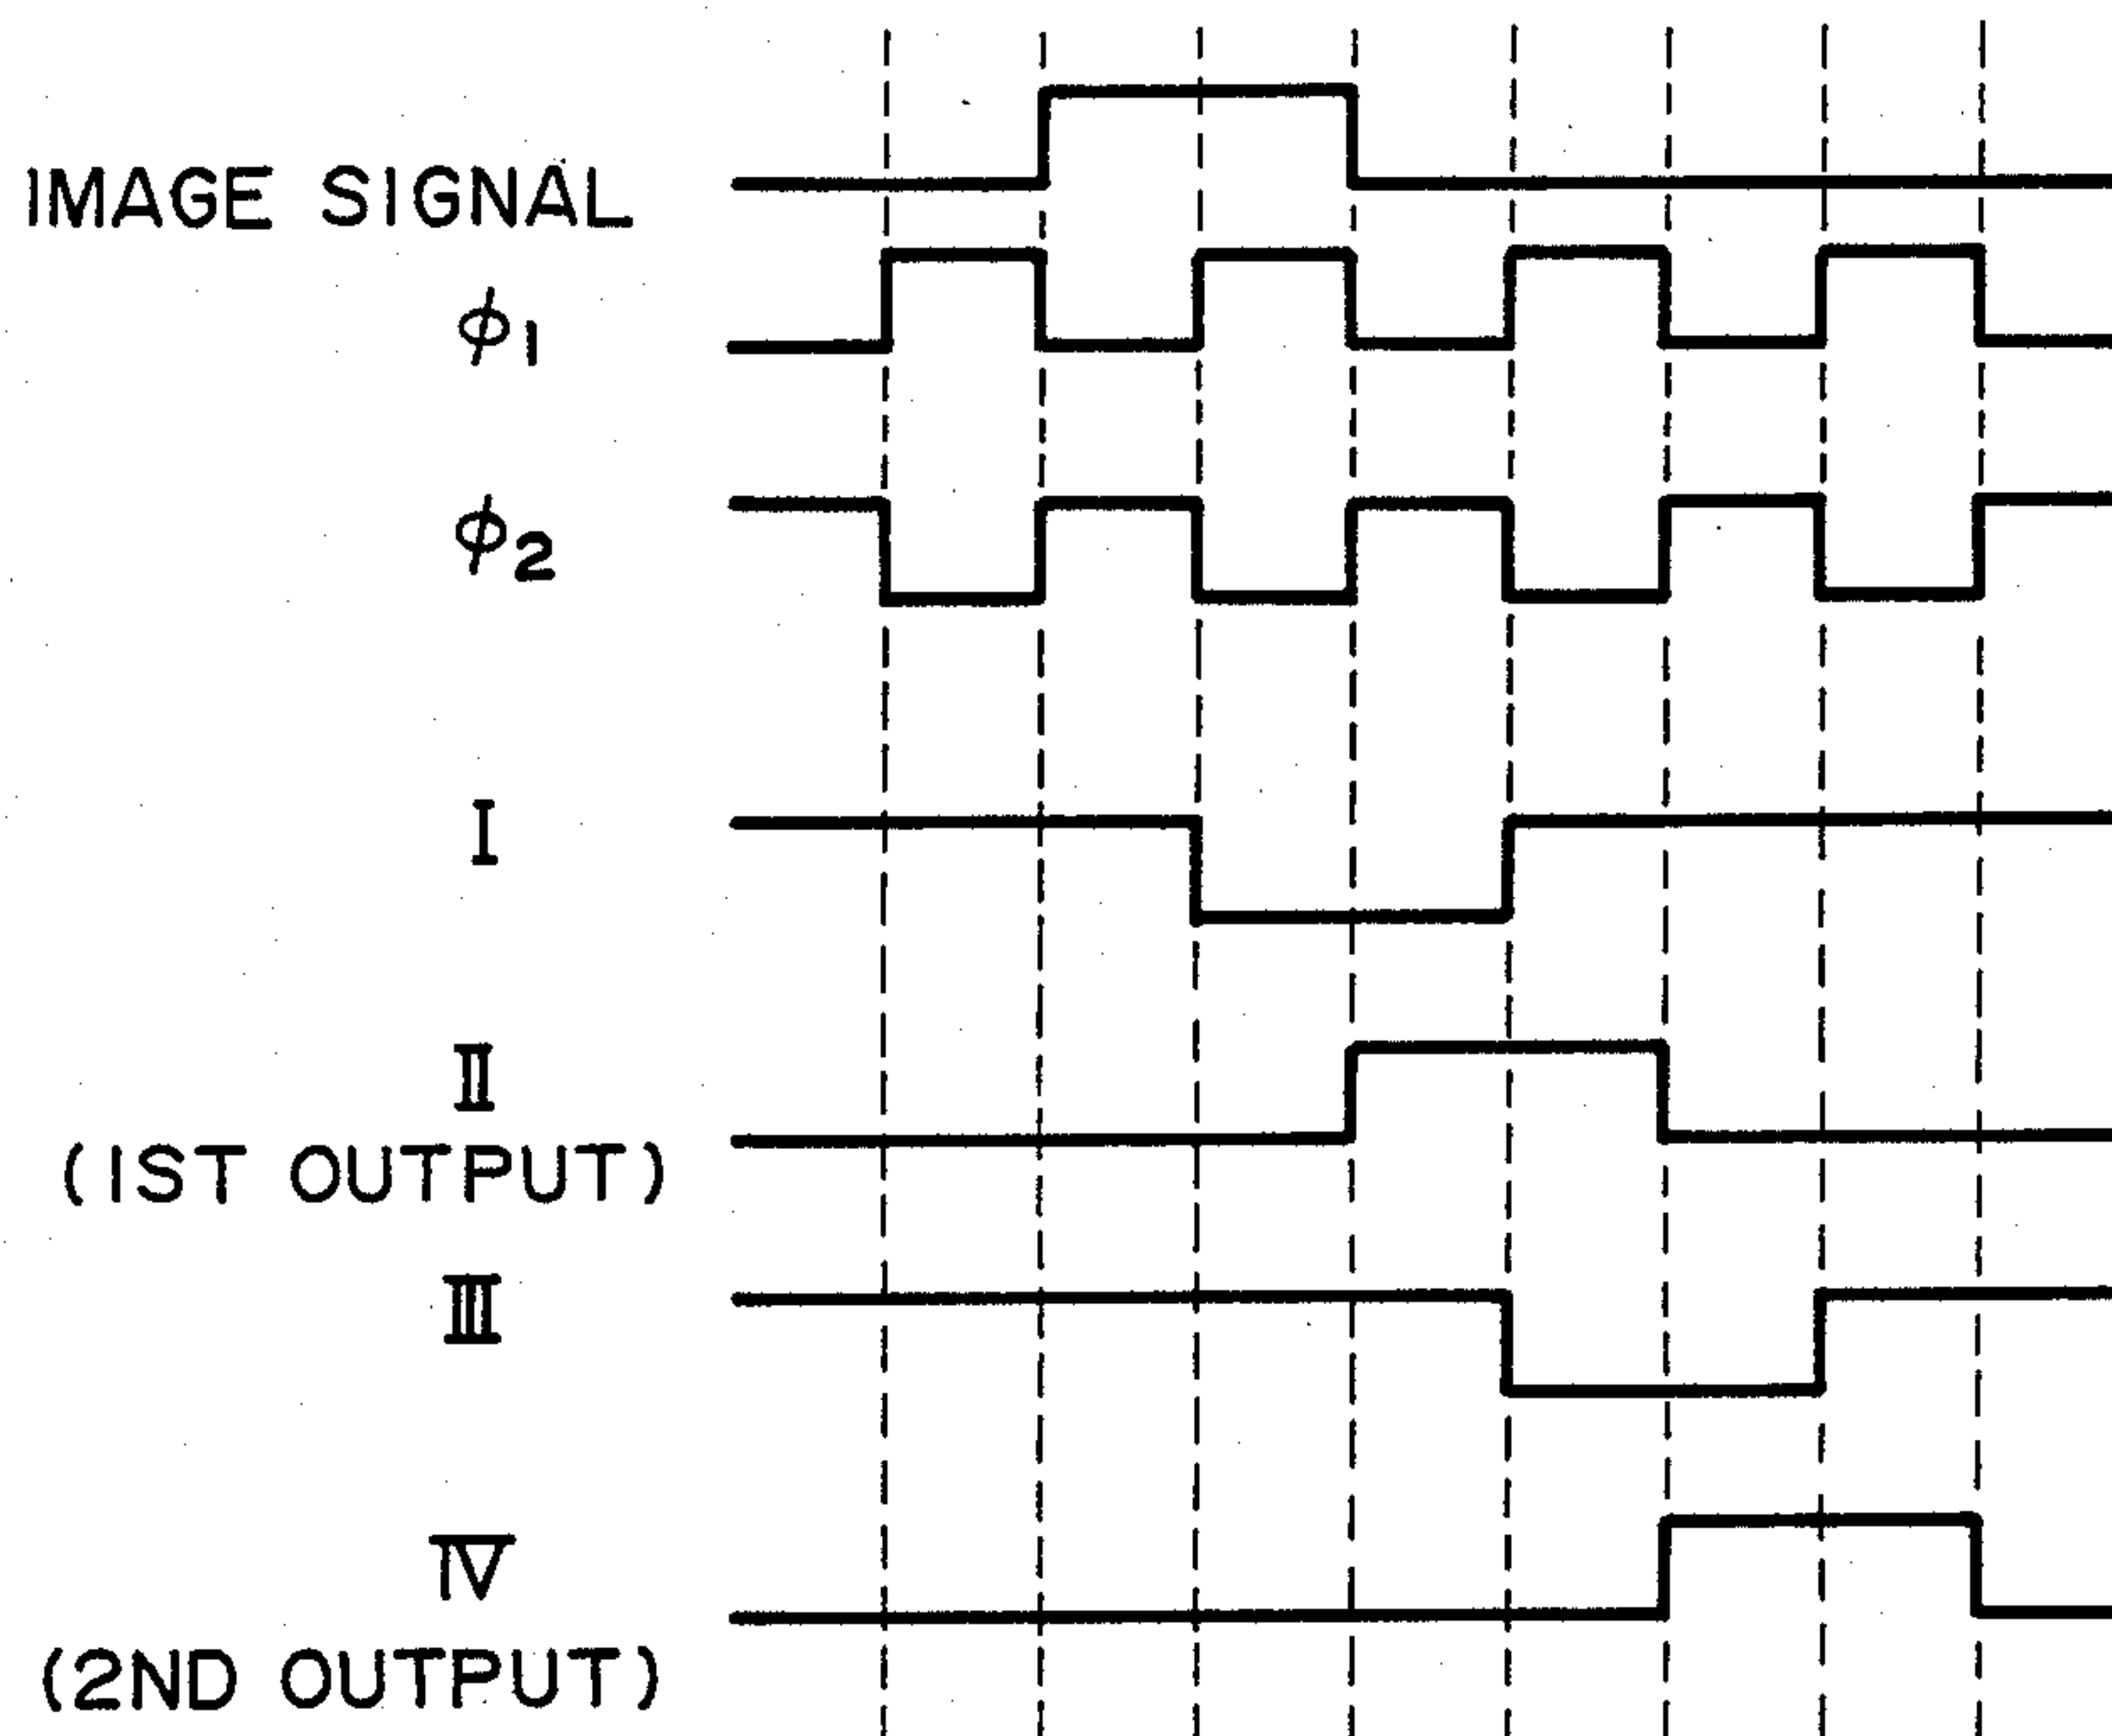 IMAGE SIGNAL
ϕ1
ϕ2
I
II
(1ST OUTPUT)
III
IV
(2ND OUTPUT)